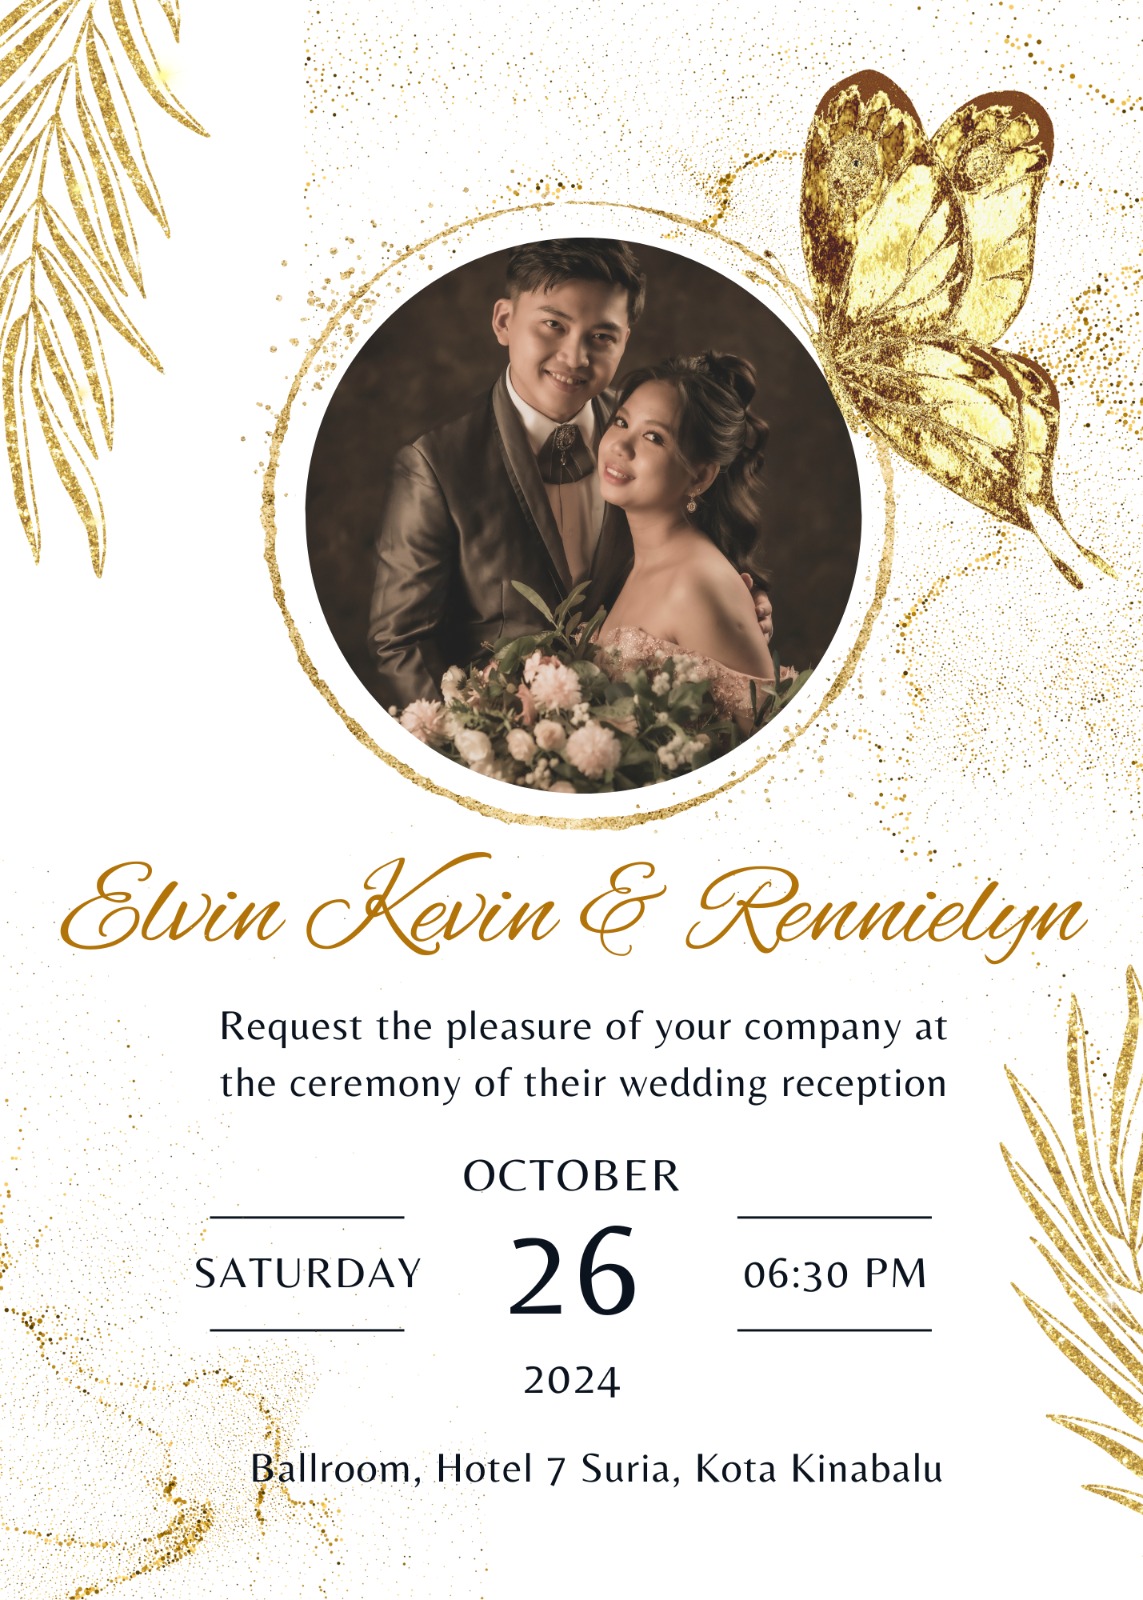 Elvin Kevin & Rennielyn
Request the pleasure of your company at
the ceremony of their wedding reception
OCTOBER
SATURDAY
26
06:30 PM
2024
Ballroom, Hotel 7 Suria, Kota Kinabalu